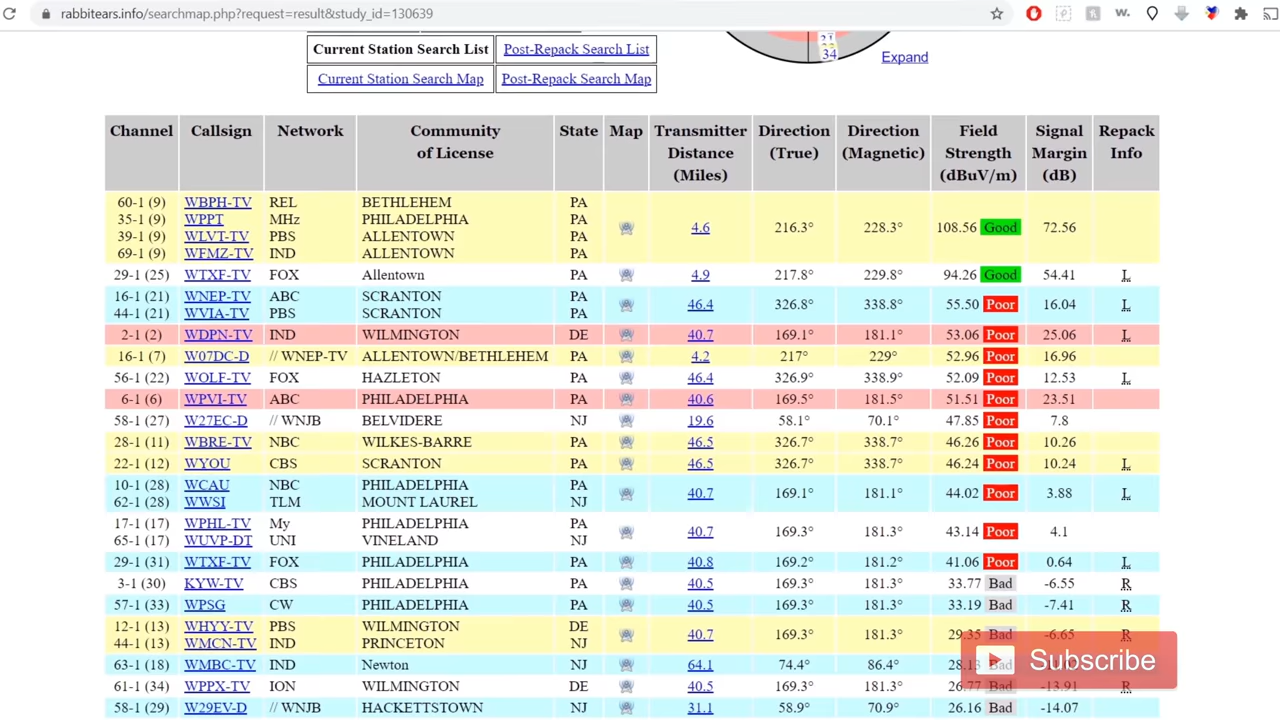 rabbitears.info/searchmap.php?request=result&study_id=130639
w.
21
34
Current Station Search List Post-Repack Search List
Expand
Current Station Search Map Post-Repack Search Map
Channel Callsign Network Community of License State Map Transmitter Distance (Miles) Direction (True) Direction (Magnetic) Field Strength (dBuV/m) Signal Margin (dB) Repack Info
60-1 (9) WBPH-TV REL BETHLEHEM PA
35-1 (9) WPPT MHz PHILADELPHIA PA
4.6 216.3° 228.3° 108.56 Good 72.56
39-1 (9) WLVT-TV PBS ALLENTOWN PA
69-1 (9) WFMZ-TV IND ALLENTOWN PA
29-1 (25) WTXF-TV FOX Allentown PA 4.9 217.8° 229.8° 94.26 Good 54.41 L
16-1 (21) WNEP-TV ABC SCRANTON PA
46.4 326.8° 338.8° 55.50 Poor 16.04 L
44-1 (21) WVIA-TV PBS SCRANTON PA
2-1 (2) WDPN-TV IND WILMINGTON DE 40.7 169.1° 181.1° 53.06 Poor 25.06 L
16-1 (7) W07DC-D // WNEP-TV ALLENTOWN/BETHLEHEM PA 4.2 217° 229° 52.96 Poor 16.96
56-1 (22) WOLF-TV FOX HAZLETON PA 46.4 326.9° 338.9° 52.09 Poor 12.53 L
6-1 (6) WPVI-TV ABC PHILADELPHIA PA 40.6 169.5° 181.5° 51.51 Poor 23.51
58-1 (27) W27EC-D // WNJB BELVIDERE NJ 19.6 58.1° 70.1° 47.85 Poor 7.8
28-1 (11) WBRE-TV NBC WILKES-BARRE PA 46.5 326.7° 338.7° 46.26 Poor 10.26
22-1 (12) WYOU CBS SCRANTON PA 46.5 326.7° 338.7° 46.24 Poor 10.24 L
10-1 (28) WCAU NBC PHILADELPHIA PA
40.7 169.1° 181.1° 44.02 Poor 3.88 L
62-1 (28) WWSI TLM MOUNT LAUREL NJ
17-1 (17) WPHL-TV My PHILADELPHIA PA
40.7 169.3° 181.3° 43.14 Poor 4.1
65-1 (17) WUVP-DT UNI VINELAND NJ
29-1 (31) WTXF-TV FOX PHILADELPHIA PA 40.8 169.2° 181.2° 41.06 Poor 0.64 L
3-1 (30) KYW-TV CBS PHILADELPHIA PA 40.5 169.3° 181.3° 33.77 Bad -6.55 R
57-1 (33) WPSG CW PHILADELPHIA PA 40.5 169.3° 181.3° 33.19 Bad -7.41 R
12-1 (13) WHYY-TV PBS WILMINGTON DE
40.7 169.3° 181.3° 29.35 Bad -6.65 R
44-1 (13) WMCN-TV IND PRINCETON NJ
63-1 (18) WMBC-TV IND Newton NJ 64.1 74.4° 86.4° 28.13 Bad
Subscribe
61-1 (34) WPPX-TV ION WILMINGTON DE 40.5 169.3° 181.3° 26.77 Bad -13.91 R
58-1 (29) W29EV-D // WNJB HACKETTSTOWN NJ 31.1 58.9° 70.9° 26.16 Bad -14.07